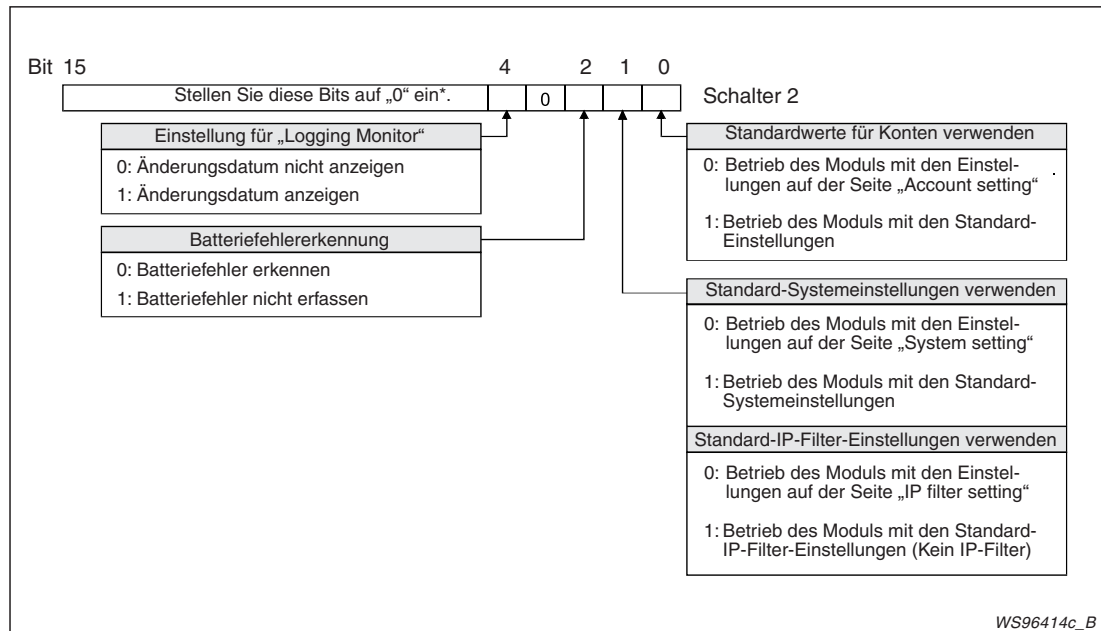 Bit 15 4 2 1 0
Stellen Sie diese Bits auf „0“ ein*. 0 Schalter 2
Einstellung für „Logging Monitor“
0: Änderungsdatum nicht anzeigen
1: Änderungsdatum anzeigen
Batteriefehlererkennung
0: Batteriefehler erkennen
1: Batteriefehler nicht erfassen
Standardwerte für Konten verwenden
0: Betrieb des Moduls mit den Einstel-
lungen auf der Seite „Account setting“
1: Betrieb des Moduls mit den Standard-
Einstellungen
Standard-Systemeinstellungen verwenden
0: Betrieb des Moduls mit den Einstel-
lungen auf der Seite „System setting“
1: Betrieb des Moduls mit den Standard-
Systemeinstellungen
Standard-IP-Filter-Einstellungen verwenden
0: Betrieb des Moduls mit den Einstel-
lungen auf der Seite „IP filter setting“
1: Betrieb des Moduls mit den Standard-
IP-Filter-Einstellungen (Kein IP-Filter)
WS96414c_B